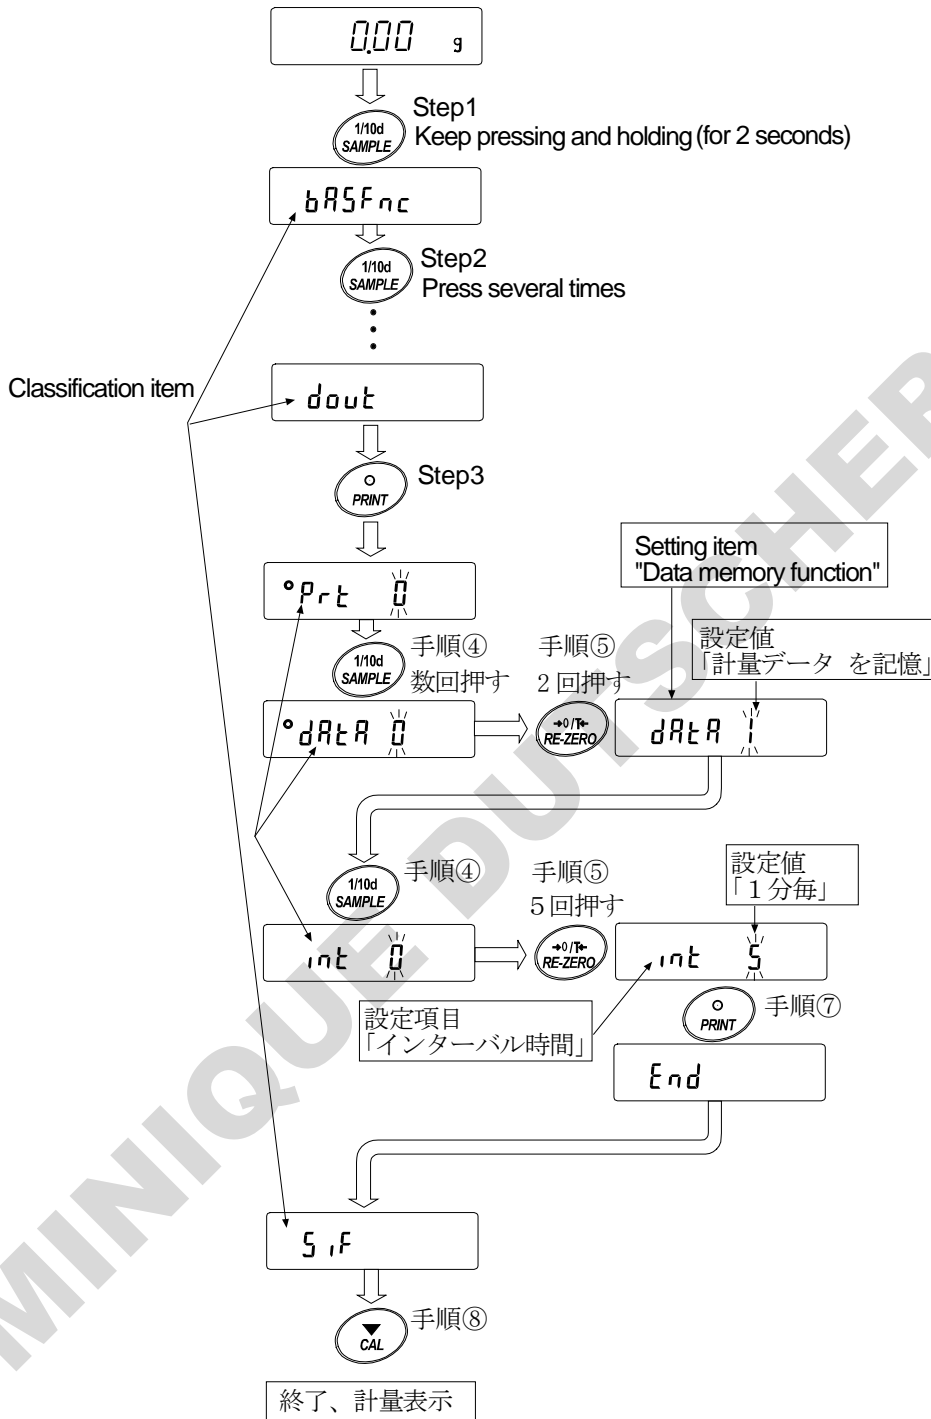 0.00 g
Step1
1/10d
SAMPLE
Keep pressing and holding (for 2 seconds)
bASFnc
Step2
1/10d
SAMPLE
Press several times
Classification item
dout
Step3
PRINT
Setting item
"Data memory function"
Prt 0
手順④
数回押す
1/10d
SAMPLE
手順⑤
2回押す
→0/T←
RE-ZERO
設定値
「計量データ を記憶」
dAtA 0
dAtA 1
手順④
1/10d
SAMPLE
手順⑤
5回押す
→0/T←
RE-ZERO
設定値
「1分毎」
int 0
int 5
設定項目
「インターバル時間」
PRINT
手順⑦
End
SiF
手順⑧
CAL
終了、計量表示
MINIQUE DUTSCHER